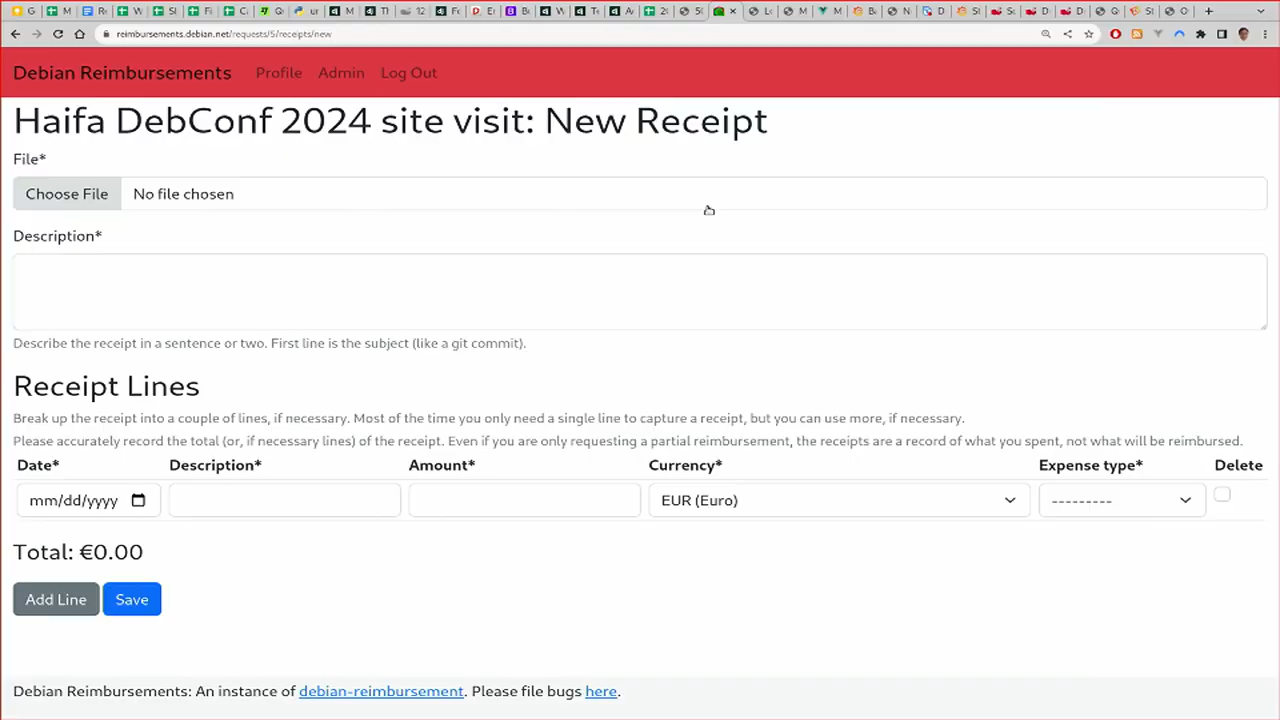 reimbursements.debian.net/requests/5/receipts/new
Debian Reimbursements Profile Admin Log Out
Haifa DebConf 2024 site visit: New Receipt
File*
Choose File No file chosen
Description*
Describe the receipt in a sentence or two. First line is the subject (like a git commit).
Receipt Lines
Break up the receipt into a couple of lines, if necessary. Most of the time you only need a single line to capture a receipt, but you can use more, if necessary.
Please accurately record the total (or, if necessary lines) of the receipt. Even if you are only requesting a partial reimbursement, the receipts are a record of what you spent, not what will be reimbursed.
Date* Description* Amount* Currency* Expense type* Delete
mm/dd/yyyy EUR (Euro) ---------
Total: €0.00
Add Line Save
Debian Reimbursements: An instance of debian-reimbursement. Please file bugs here.